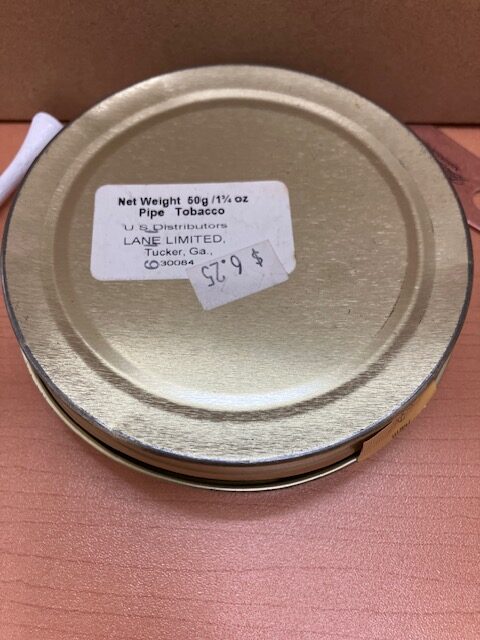 Net Weight 50g /1¾ oz
Pipe Tobacco
U S Distributors
LANE LIMITED,
Tucker, Ga.,
30084
$ 6.25